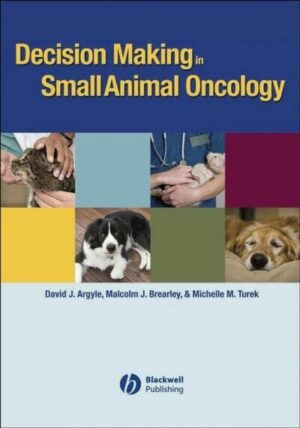 Decision Making in
Small Animal Oncology
David J. Argyle, Malcolm J. Brearley, & Michelle M. Turek
b
Blackwell
Publishing